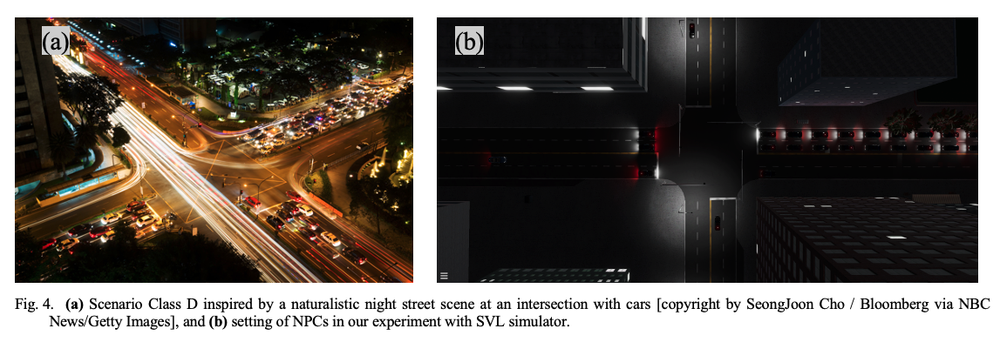 (a)
(b)
Fig. 4. (a) Scenario Class D inspired by a naturalistic night street scene at an intersection with cars [copyright by SeongJoon Cho / Bloomberg via NBC
News/Getty Images], and (b) setting of NPCs in our experiment with SVL simulator.